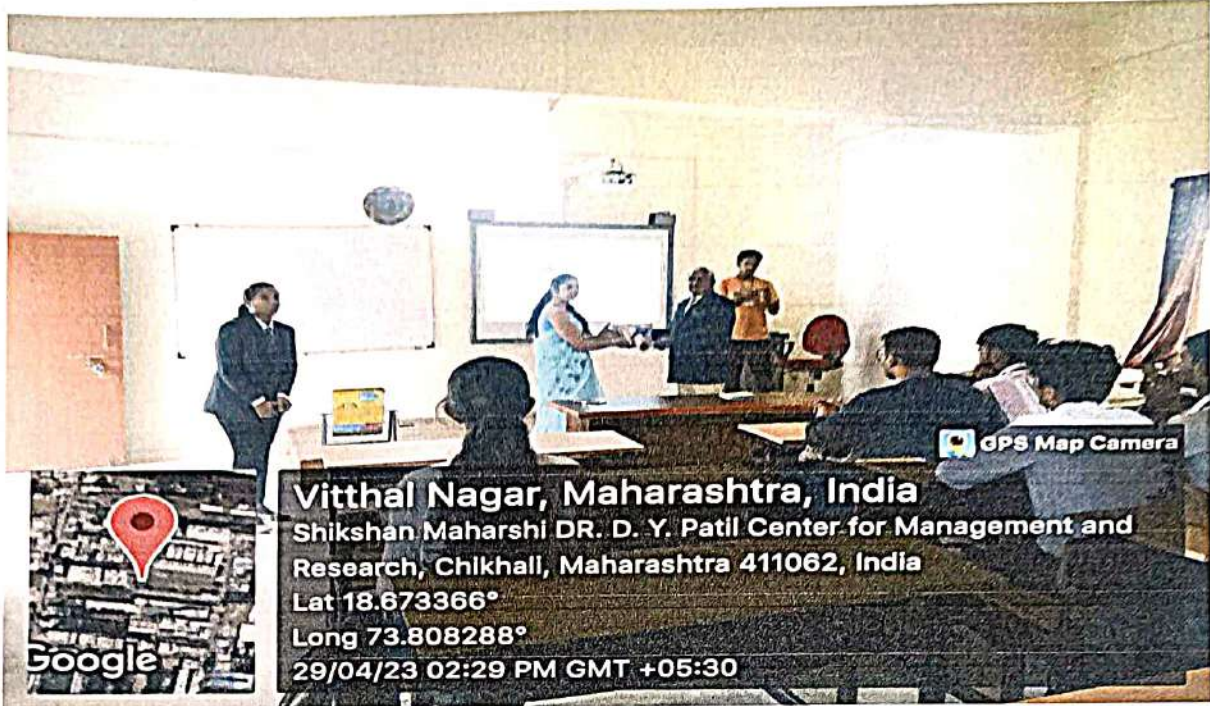 GPS Map Camera
Vitthal Nagar, Maharashtra, India
Shikshan Maharshi DR. D. Y. Patil Center for Management and
Research, Chikhali, Maharashtra 411062, India
Lat 18.673366°
Long 73.808288°
29/04/23 02:29 PM GMT +05:30
Google